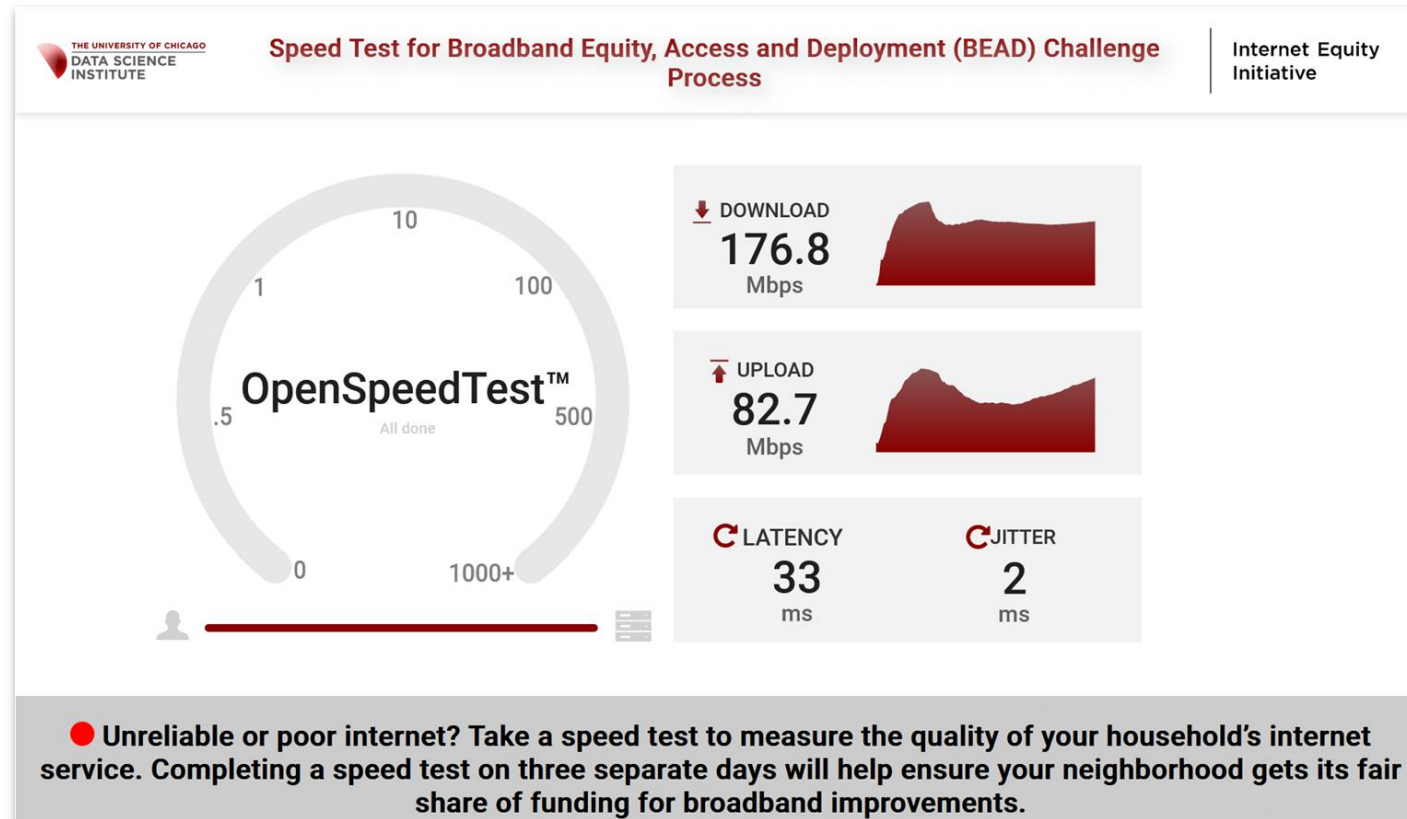 THE UNIVERSITY OF CHICAGO
DATA SCIENCE
INSTITUTE
Speed Test for Broadband Equity, Access and Deployment (BEAD) Challenge
Process
Internet Equity
Initiative
10
1
100
OpenSpeedTest™
.5
500
All done
0
1000+
DOWNLOAD
176.8
Mbps
UPLOAD
82.7
Mbps
LATENCY
33
ms
JITTER
2
ms
Unreliable or poor internet? Take a speed test to measure the quality of your household’s internet
service. Completing a speed test on three separate days will help ensure your neighborhood gets its fair
share of funding for broadband improvements.